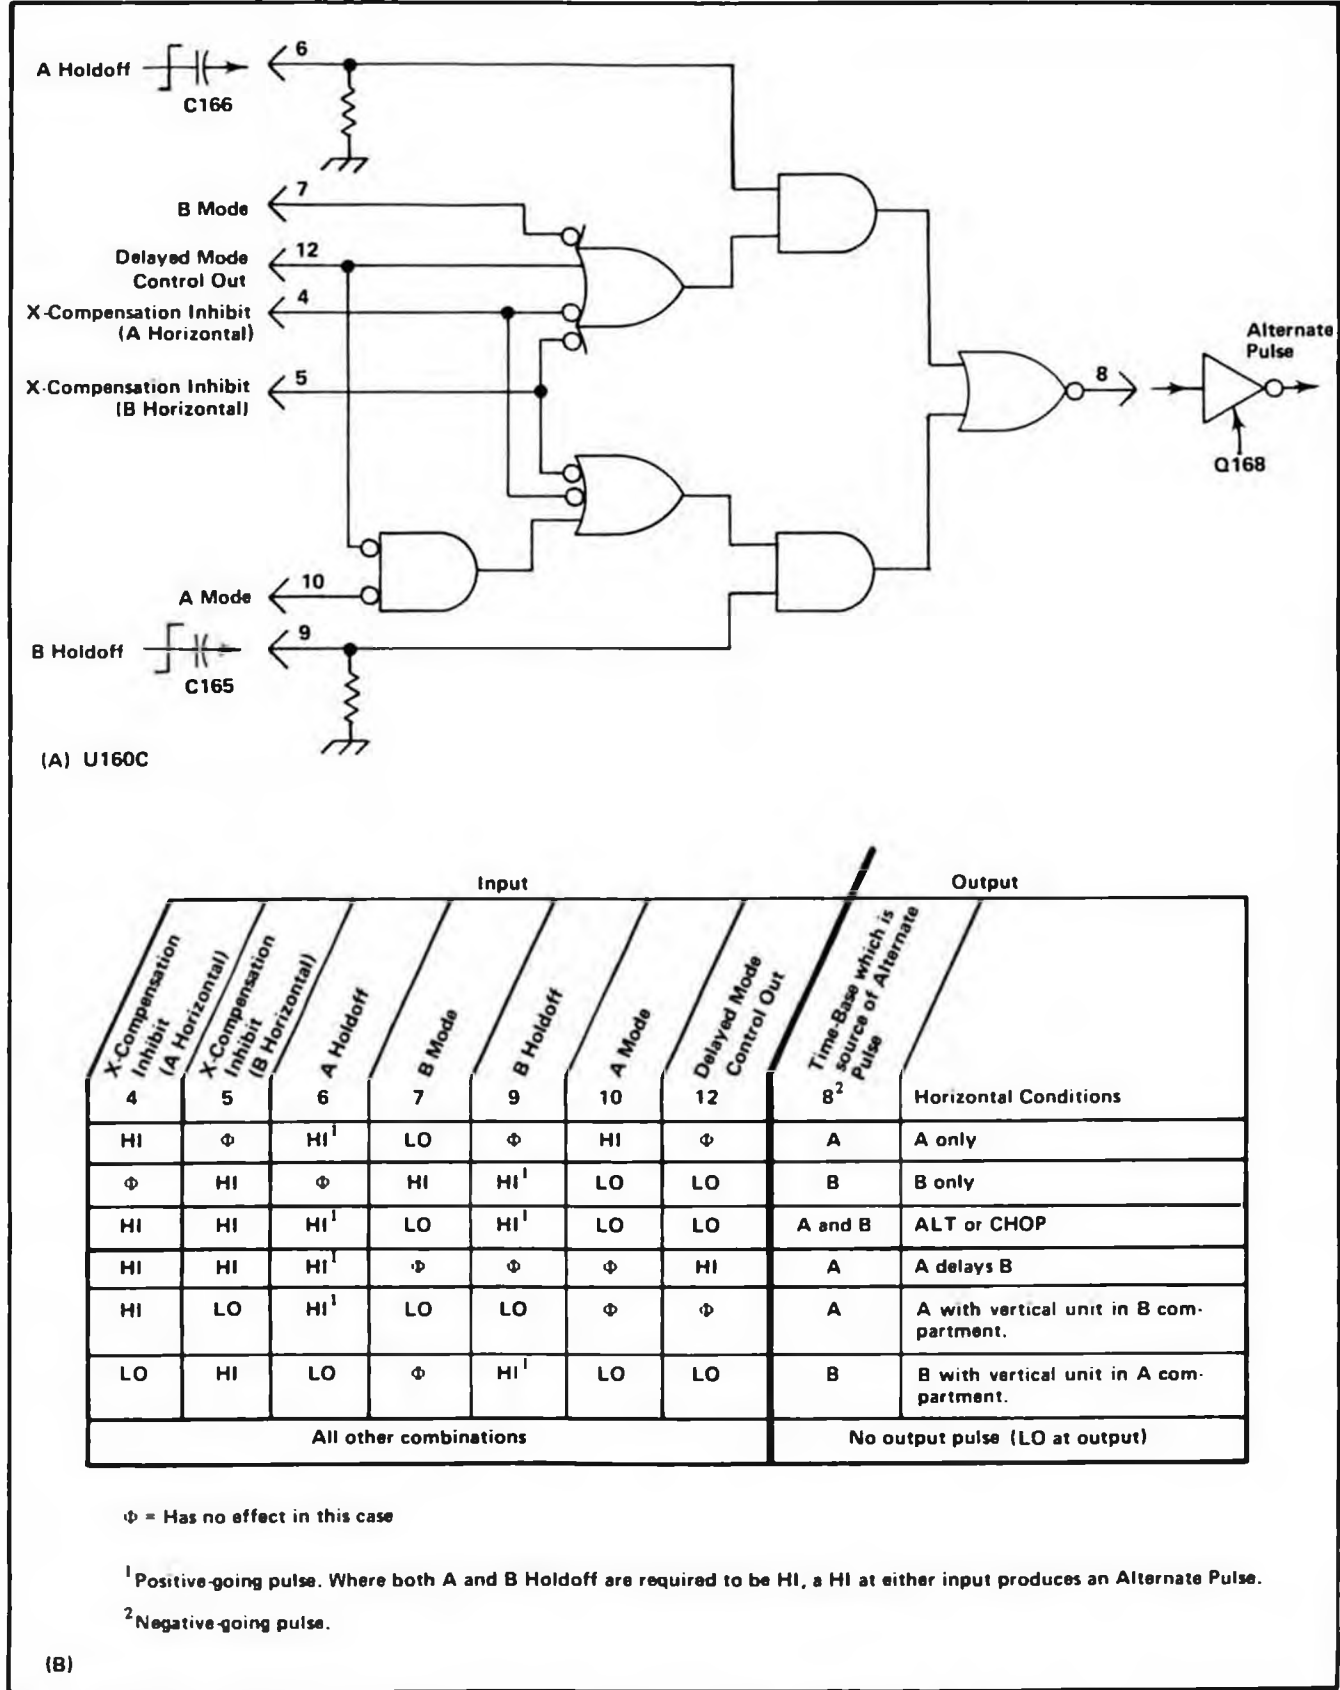 A Holdoff
6
C166
B Mode
7
Delayed Mode
Control Out
12
X-Compensation Inhibit
(A Horizontal)
4
X-Compensation Inhibit
(B Horizontal)
5
8
Alternate
Pulse
Q168
A Mode
10
B Holdoff
9
C165
(A) U160C
Input
Output
X-Compensation
Inhibit
(A Horizontal)
X-Compensation
Inhibit
(B Horizontal)
A Holdoff
B Mode
B Holdoff
A Mode
Delayed Mode
Control Out
Time-Base which is
source of Alternate
Pulse
4 5 6 7 9 10 12 8² Horizontal Conditions
HI Φ HI¹ LO Φ HI Φ A A only
Φ HI Φ HI HI¹ LO LO B B only
HI HI HI¹ LO HI¹ LO LO A and B ALT or CHOP
HI HI HI¹ Φ Φ Φ HI A A delays B
HI LO HI¹ LO LO Φ Φ A A with vertical unit in B com-
partment.
LO HI LO Φ HI¹ LO LO B B with vertical unit in A com-
partment.
All other combinations No output pulse (LO at output)
Φ = Has no effect in this case
¹Positive-going pulse. Where both A and B Holdoff are required to be HI, a HI at either input produces an Alternate Pulse.
²Negative-going pulse.
(B)